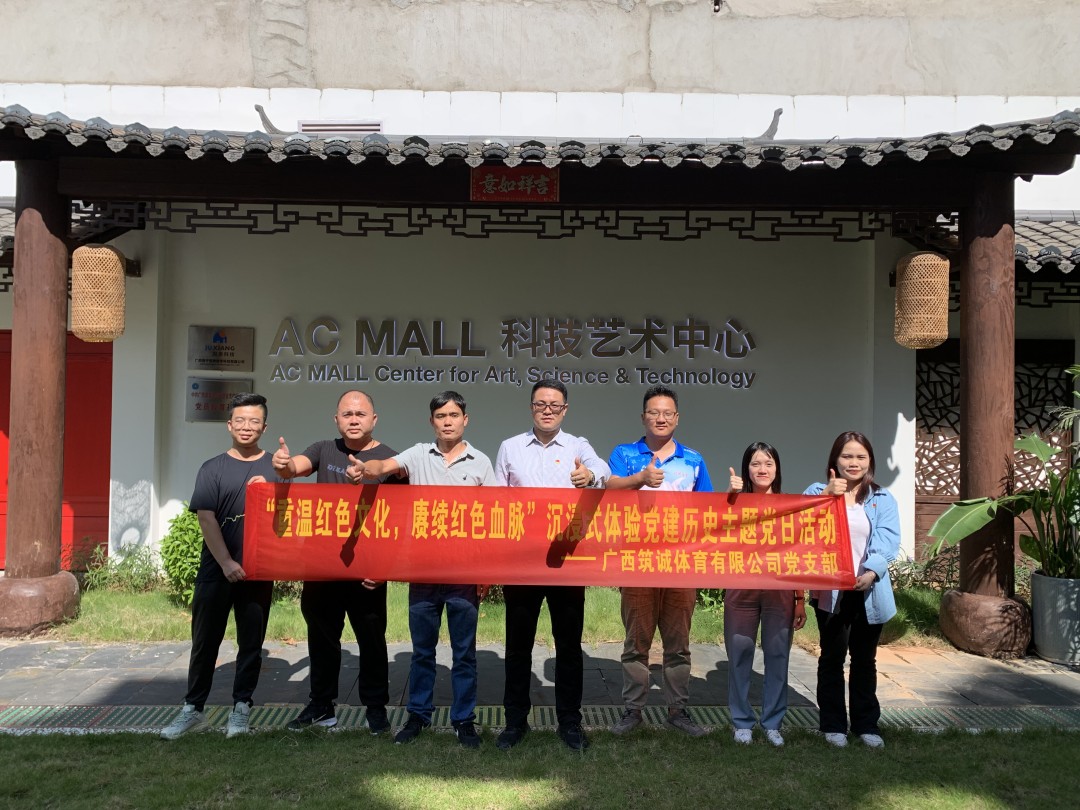 意如祥吉
AC MALL 科技艺术中心
AC MALL Center for Art, Science & Technology
“重温红色文化，赓续红色血脉”沉浸式体验党建历史主题党日活动
——广西筑诚体育有限公司党支部